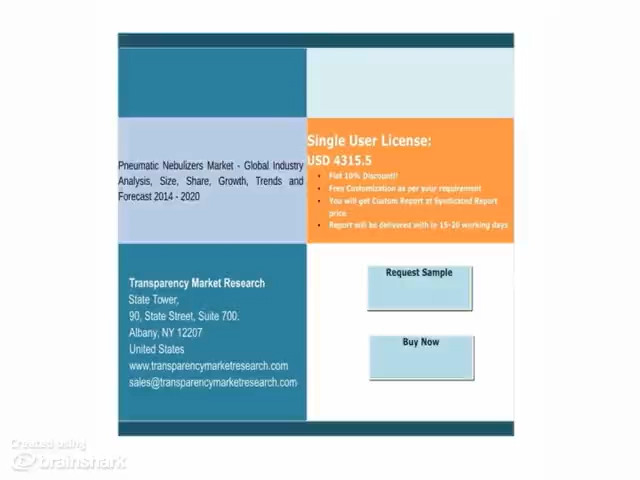 Pneumatic Nebulizers Market - Global Industry
Analysis, Size, Share, Growth, Trends and
Forecast 2014 - 2020
Single User License:
USD 4315.5
• Flat 10% Discount!!
• Free Customization as per your requirement
• You will get Custom Report at Syndicated Report
price
• Report will be delivered with in 15-20 working days
Transparency Market Research
State Tower,
90, State Street, Suite 700.
Albany, NY 12207
United States
www.transparencymarketresearch.com
sales@transparencymarketresearch.com
Request Sample
Buy Now
Created using
brainshark